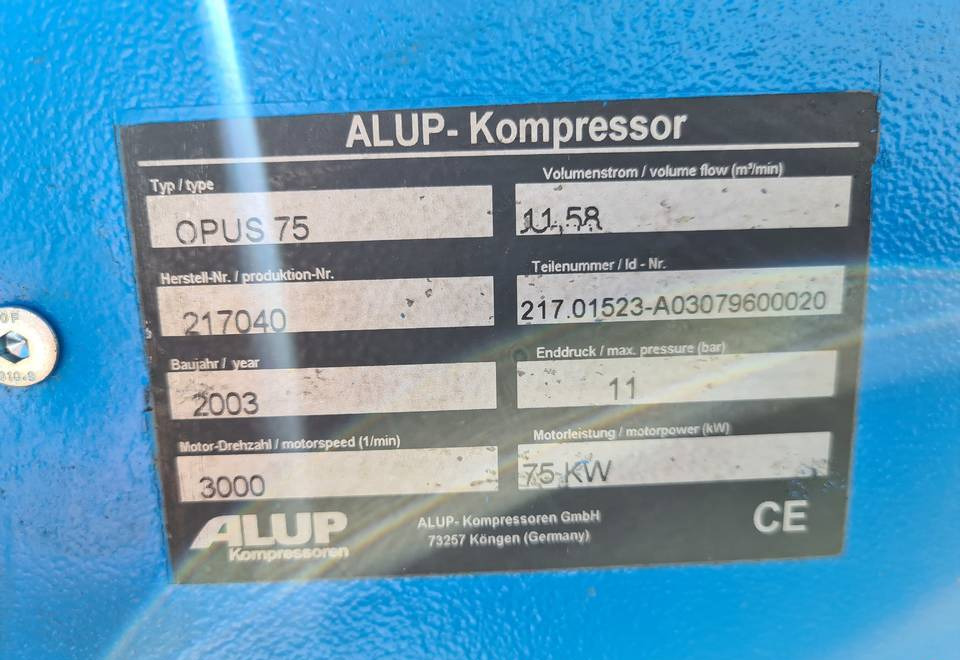 ALUP- Kompressor
Typ / type
OPUS 75
Volumenstrom / volume flow (m³/min)
11,58
Herstell-Nr. / produktion-Nr.
217040
Teilenummer / Id - Nr.
217.01523-A03079600020
Baujahr / year
2003
Enddruck / max. pressure (bar)
11
Motor-Drehzahl / motorspeed (1/min)
3000
Motorleistung / motorpower (kW)
75 KW
ALUP
Kompressoren
ALUP- Kompressoren GmbH
73257 Köngen (Germany)
CE